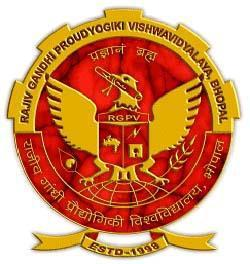 RAJIV GANDHI PROUDYOGIKI VISHWAVIDYALAYA, BHOPAL
प्रज्ञानं ब्रह्म
RGPV
राजीव गांधी प्रौद्योगिकी विश्वविद्यालय, भोपाल
ESTD-1998